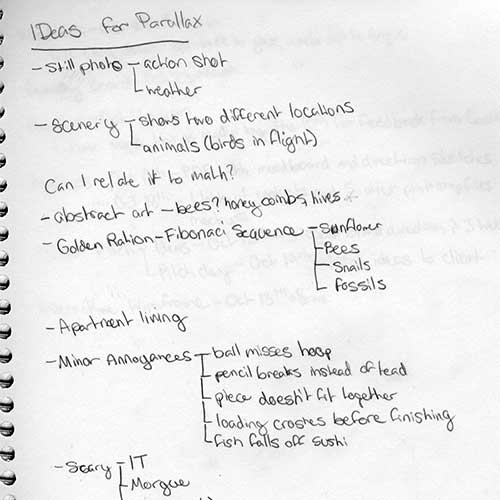 IDeas for Parallax
- Still photo - action shot
- weather
- Scenery - shows two different locations
- animals (birds in flight)
Can I relate it to math?
- abstract art - bees? honey combs, hives
- Golden Ration - Fibonaci Sequence - Sunflower
- Bees
- Snails
- Fossils
- Apartment living
- Minor Annoyances - ball misses hoop
- pencil breaks instead of lead
- piece doesn't fit together
- loading crashes before finishing
- fish falls off sushi
- Scary - IT
- Morgue